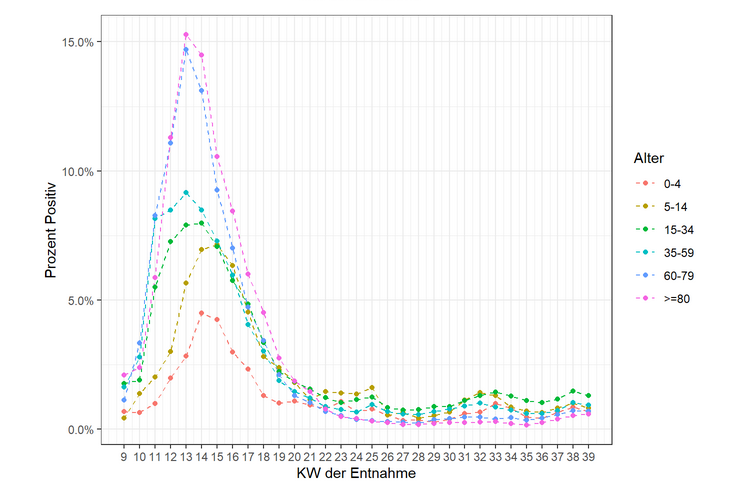 15.0%
10.0%
5.0%
0.0%
Prozent Positiv
9 10 11 12 13 14 15 16 17 18 19 20 21 22 23 24 25 26 27 28 29 30 31 32 33 34 35 36 37 38 39
KW der Entnahme
Alter
0-4
5-14
15-34
35-59
60-79
>=80